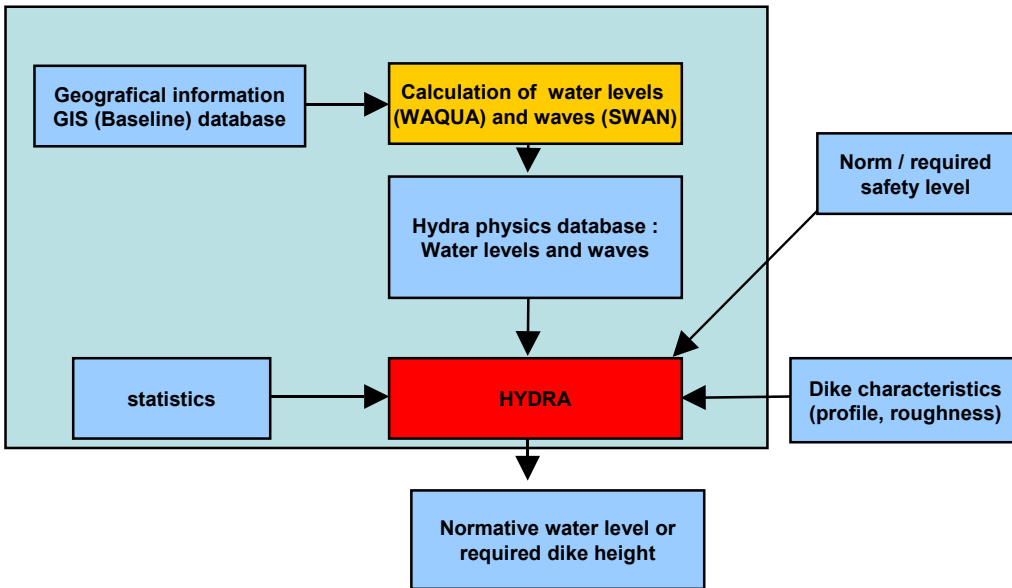 Geografical information
GIS (Baseline) database
Calculation of water levels
(WAQUA) and waves (SWAN)
Norm / required
safety level
Hydra physics database :
Water levels and waves
statistics
HYDRA
Dike characteristics
(profile, roughness)
Normative water level or
required dike height